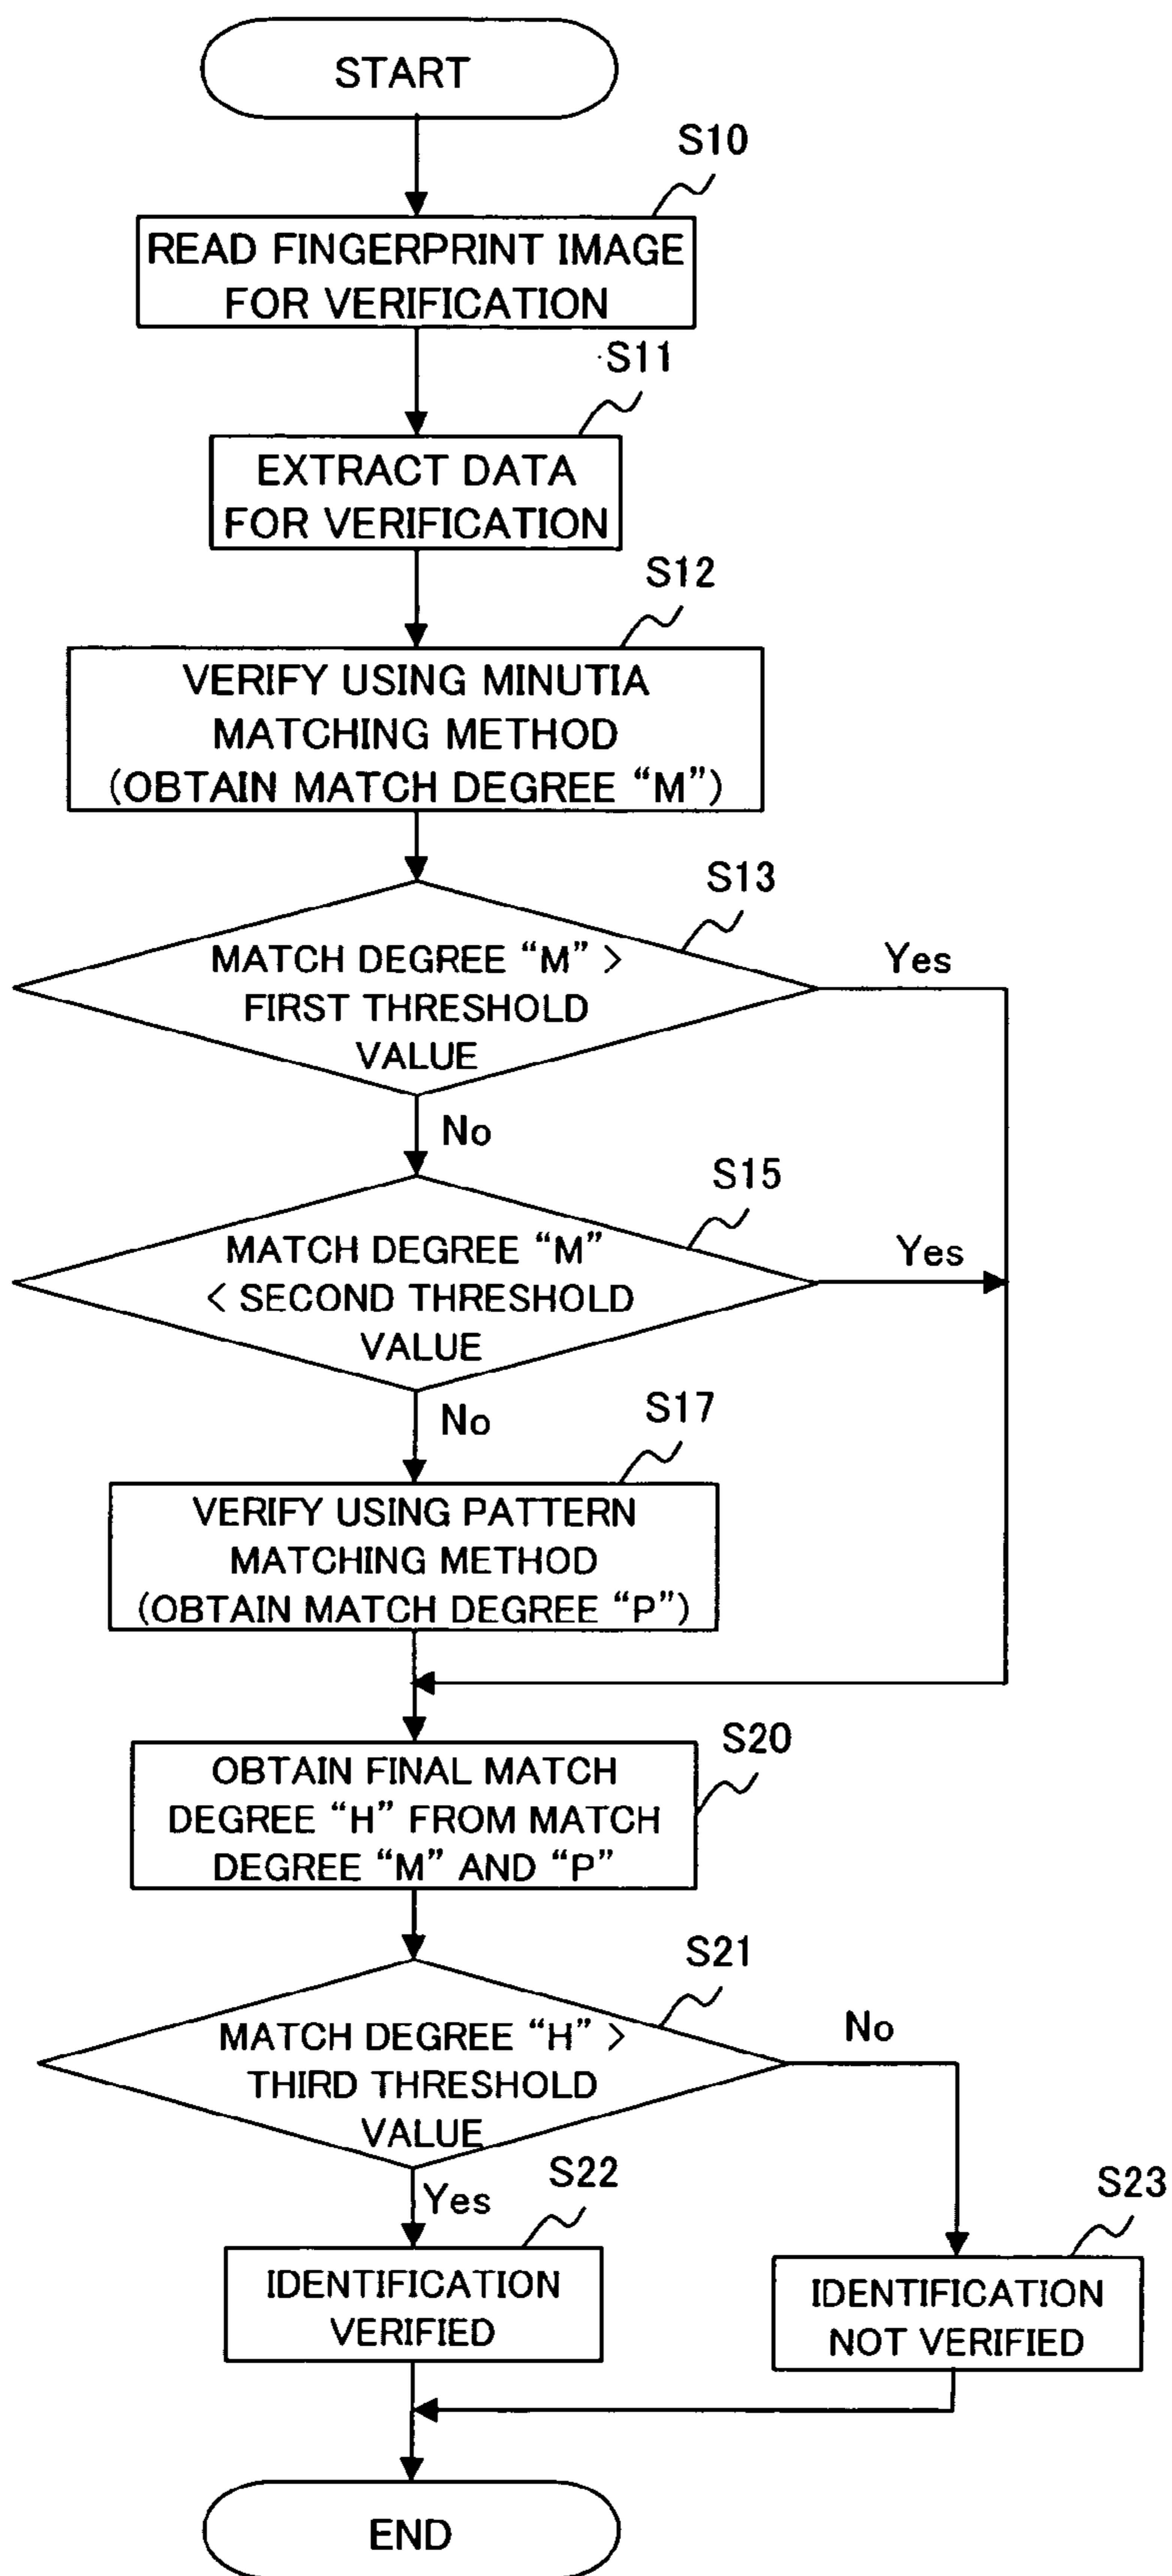 START
S10
READ FINGERPRINT IMAGE
FOR VERIFICATION
S11
EXTRACT DATA
FOR VERIFICATION
S12
VERIFY USING MINUTIA
MATCHING METHOD
(OBTAIN MATCH DEGREE “M”)
S13
MATCH DEGREE “M” >
FIRST THRESHOLD
VALUE
Yes
No
S15
MATCH DEGREE “M”
< SECOND THRESHOLD
VALUE
Yes
No
S17
VERIFY USING PATTERN
MATCHING METHOD
(OBTAIN MATCH DEGREE “P”)
S20
OBTAIN FINAL MATCH
DEGREE “H” FROM MATCH
DEGREE “M” AND “P”
S21
MATCH DEGREE “H” >
THIRD THRESHOLD
VALUE
No
Yes
S22
IDENTIFICATION
VERIFIED
S23
IDENTIFICATION
NOT VERIFIED
END